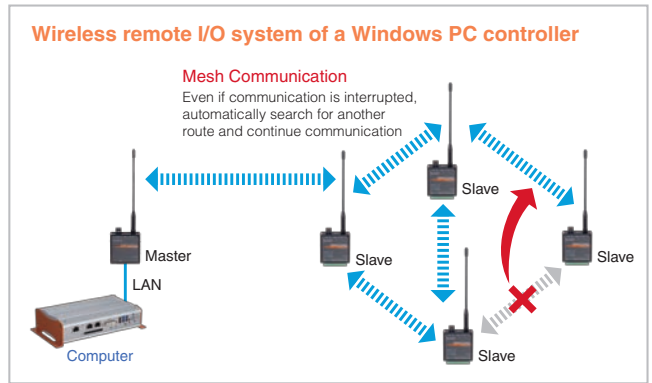 Wireless remote I/O system of a Windows PC controller
Mesh Communication
Even if communication is interrupted,
automatically search for another
route and continue communication
Slave
Master
Slave
Slave
LAN
Computer
Slave